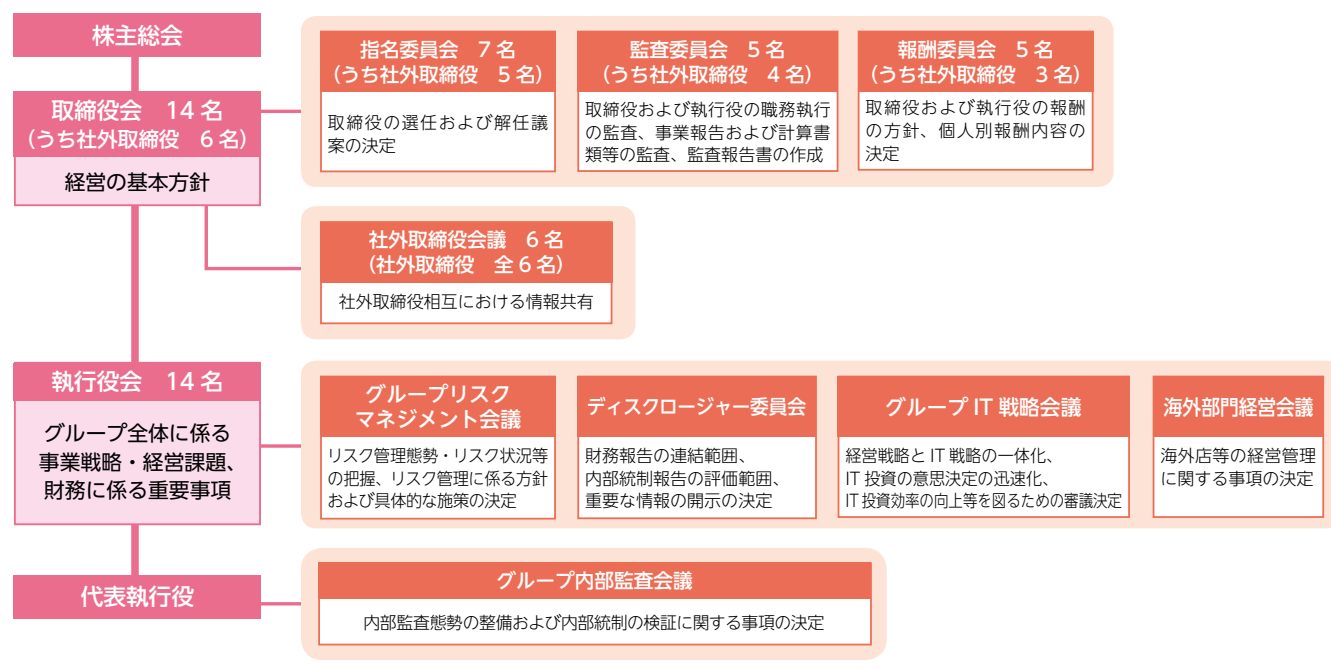 株主総会
取締役会 14名
(うち社外取締役 6名)
経営の基本方針
指名委員会 7名
(うち社外取締役 5名)
取締役の選任および解任議
案の決定
監査委員会 5名
(うち社外取締役 4名)
取締役および執行役の職務執行
の監査、事業報告および計算書
類等の監査、監査報告書の作成
報酬委員会 5名
(うち社外取締役 3名)
取締役および執行役の報酬
の方針、個人別報酬内容の
決定
社外取締役会議 6名
(社外取締役 全6名)
社外取締役相互における情報共有
執行役会 14名
グループ全体に係る
事業戦略・経営課題、
財務に係る重要事項
グループリスク
マネジメント会議
リスク管理態勢・リスク状況等
の把握、リスク管理に係る方針
および具体的な施策の決定
ディスクロージャー委員会
財務報告の連結範囲、
内部統制報告の評価範囲、
重要な情報の開示の決定
グループIT戦略会議
経営戦略とIT戦略の一体化、
IT投資の意思決定の迅速化、
IT投資効率の向上等を図るための審議決定
海外部門経営会議
海外店等の経営管理
に関する事項の決定
代表執行役
グループ内部監査会議
内部監査態勢の整備および内部統制の検証に関する事項の決定